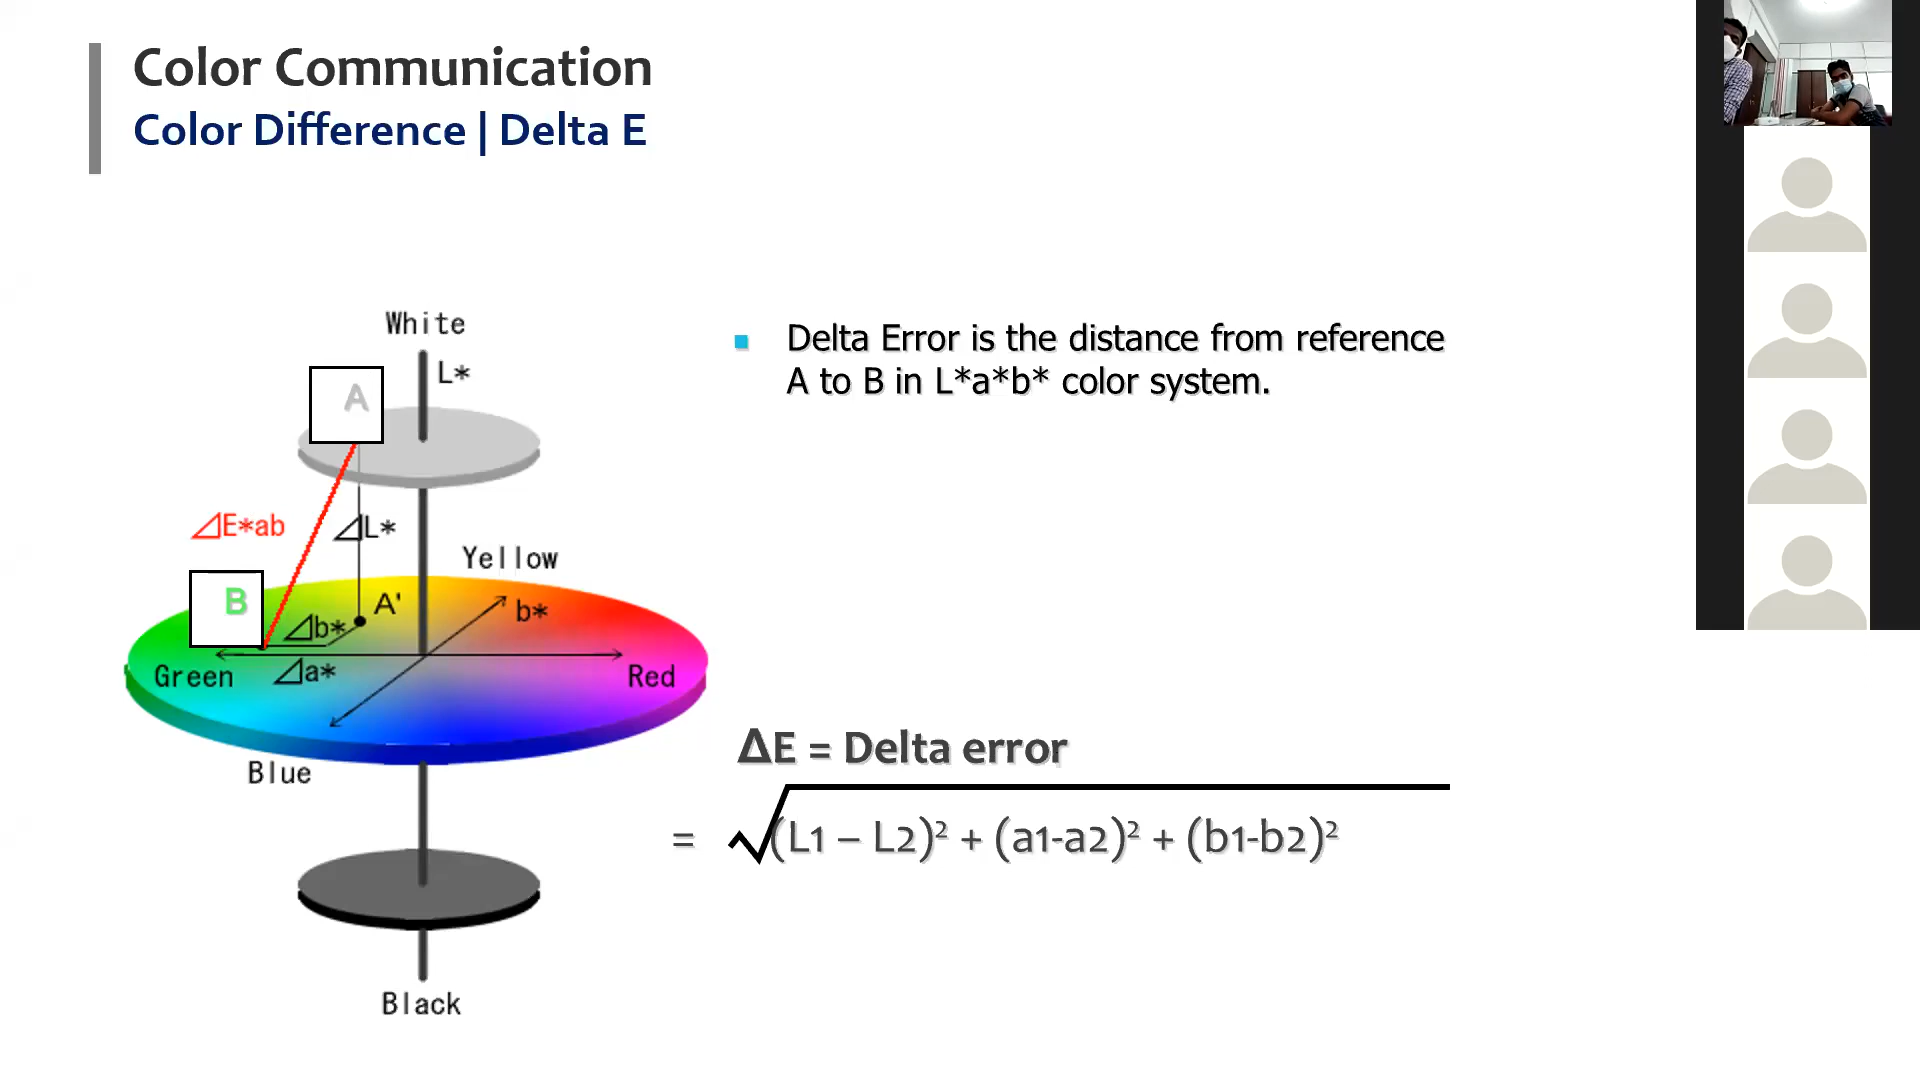 Color Communication
Color Difference | Delta E
White
L*
A
⊿E*ab
⊿L*
Yellow
B
A'
b*
⊿b*
⊿a*
Green
Red
Blue
Black
Delta Error is the distance from reference
A to B in L*a*b* color system.
ΔE = Delta error
= √(L1 – L2)² + (a1-a2)² + (b1-b2)²